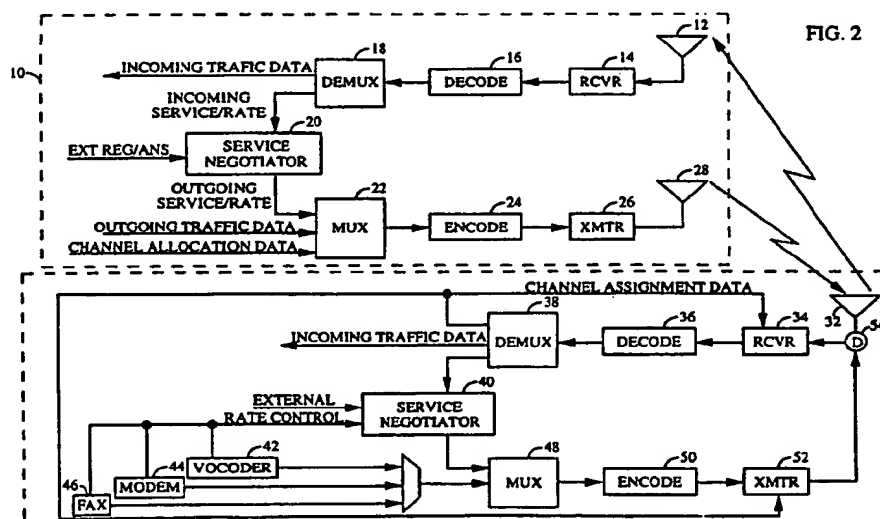 FIG. 2
12
18
16
14
10
INCOMING TRAFIC DATA
DEMUX
DECODE
RCVR
INCOMING
SERVICE/RATE
20
EXT REG/ANS
SERVICE
NEGOTIATOR
OUTGOING
SERVICE/RATE
22
24
26
28
OUTGOING TRAFFIC DATA
CHANNEL ALLOCATION DATA
MUX
ENCODE
XMTR
CHANNEL ASSIGNMENT DATA
38
36
34
32
54
INCOMING TRAFFIC DATA
DEMUX
DECODE
RCVR
D
40
EXTERNAL
RATE CONTROL
SERVICE
NEGOTIATOR
42
48
50
52
44
VOCODER
46
MODEM
FAX
MUX
ENCODE
XMTR